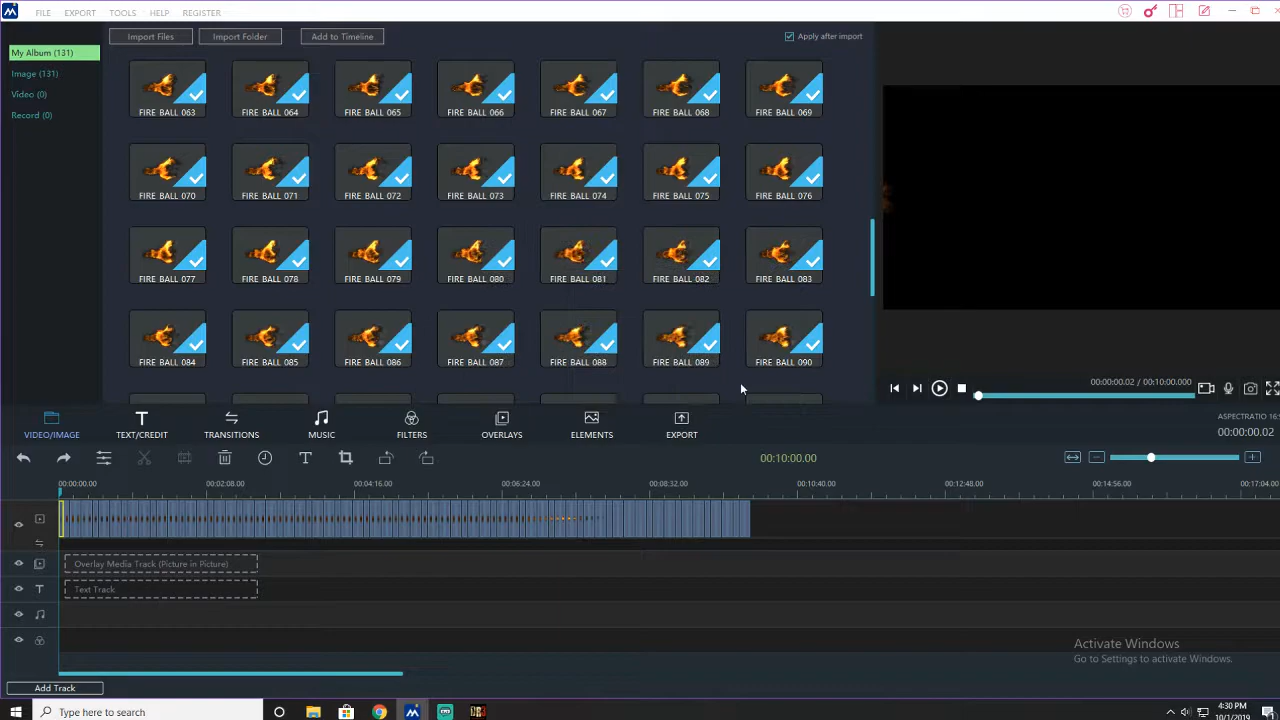 FILE EXPORT TOOLS HELP REGISTER
Import Files Import Folder Add to Timeline Apply after import
My Album (131)
Image (131)
Video (0)
Record (0)
FIRE BALL 063 FIRE BALL 064 FIRE BALL 065 FIRE BALL 066 FIRE BALL 067 FIRE BALL 068 FIRE BALL 069
FIRE BALL 070 FIRE BALL 071 FIRE BALL 072 FIRE BALL 073 FIRE BALL 074 FIRE BALL 075 FIRE BALL 076
FIRE BALL 077 FIRE BALL 078 FIRE BALL 079 FIRE BALL 080 FIRE BALL 081 FIRE BALL 082 FIRE BALL 083
FIRE BALL 084 FIRE BALL 085 FIRE BALL 086 FIRE BALL 087 FIRE BALL 088 FIRE BALL 089 FIRE BALL 090
00:00:00.02 / 00:10:00.000
VIDEO/IMAGE TEXT/CREDIT TRANSITIONS MUSIC FILTERS OVERLAYS ELEMENTS EXPORT
ASPECTRATIO 16:
00:00:00.02
00:10:00.00
00:00:00.00 00:02:08.00 00:04:16.00 00:06:24.00 00:08:32.00 00:10:40.00 00:12:48.00 00:14:56.00 00:17:04.00
Overlay Media Track (Picture in Picture)
Text Track
Activate Windows
Go to Settings to activate Windows.
Add Track
Type here to search
4:30 PM
10/1/2019